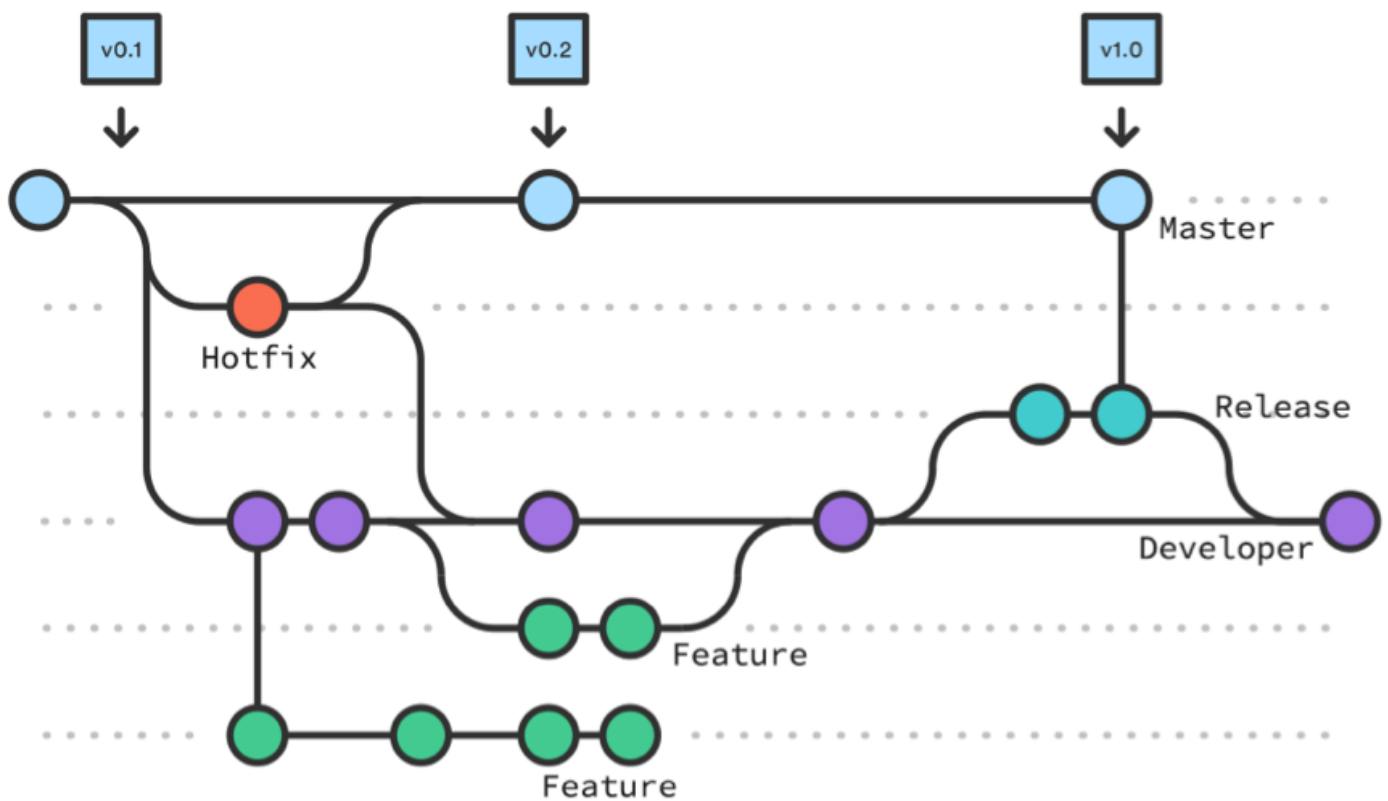 v0.1
v0.2
v1.0
Master
Hotfix
Release
Developer
Feature
Feature